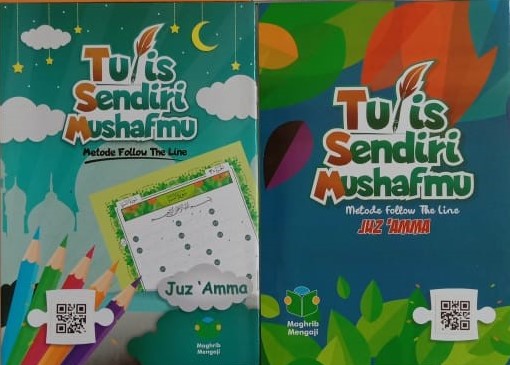 Tulis
Sendiri
Mushafmu
Metode Follow The Line
Juz 'Amma
Maghrib
Mengaji
Tulis
Sendiri
Mushafmu
Metode Follow The Line
JUZ 'AMMA
Maghrib
Mengaji